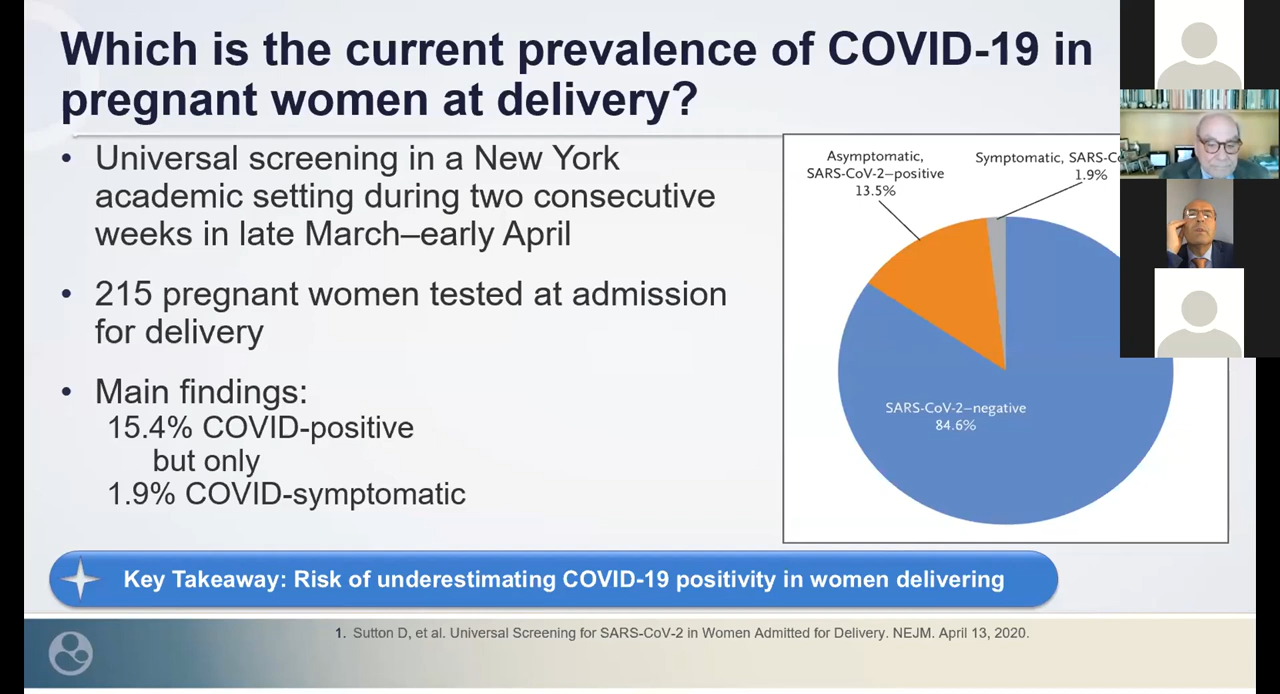 Which is the current prevalence of COVID-19 in
pregnant women at delivery?
• Universal screening in a New York
academic setting during two consecutive
weeks in late March–early April
• 215 pregnant women tested at admission
for delivery
• Main findings:
15.4% COVID-positive
but only
1.9% COVID-symptomatic
Asymptomatic,
SARS-CoV-2–positive
13.5%
Symptomatic, SARS-Co
1.9%
SARS-CoV-2–negative
84.6%
Key Takeaway: Risk of underestimating COVID-19 positivity in women delivering
1. Sutton D, et al. Universal Screening for SARS-CoV-2 in Women Admitted for Delivery. NEJM. April 13, 2020.